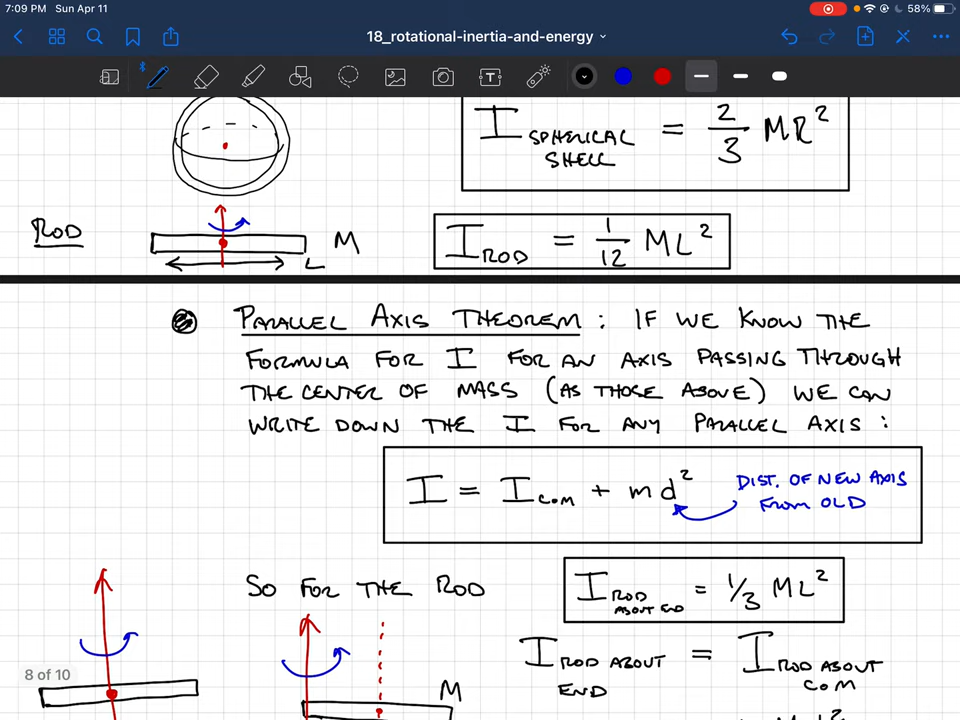 7:09 PM Sun Apr 11
58%
18_rotational-inertia-and-energy
I SPHERICAL SHELL = 2/3 MR²
ROD
M
L
I ROD = 1/12 ML²
PARALLEL AXIS THEOREM : IF WE KNOW THE
FORMULA FOR I FOR AN AXIS PASSING THROUGH
THE CENTER OF MASS (AS THOSE ABOVE) WE CAN
WRITE DOWN THE I FOR ANY PARALLEL AXIS :
I = I COM + md²
DIST. OF NEW AXIS
FROM OLD
SO FOR THE ROD
I ROD ABOUT END = 1/3 ML²
I ROD ABOUT END = I ROD ABOUT COM
8 of 10
M